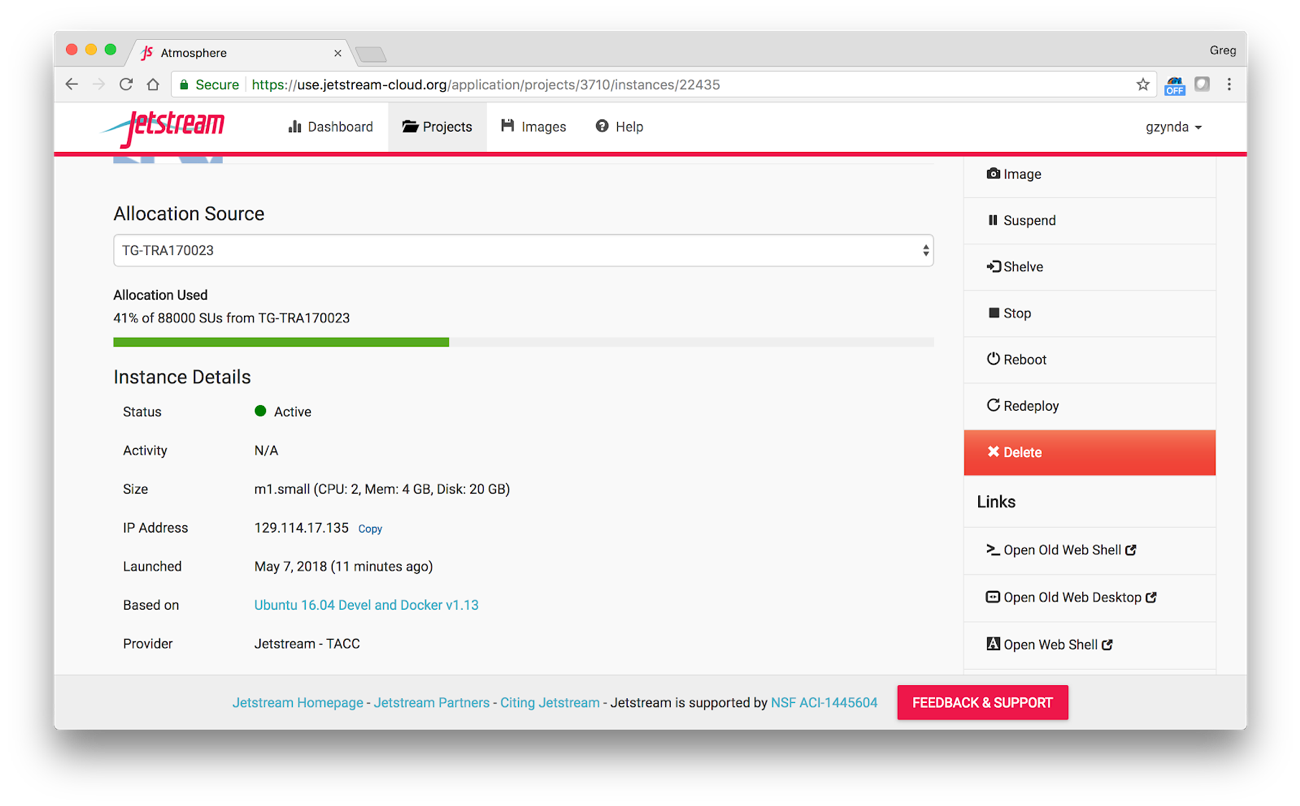 JS Atmosphere
Greg
Secure https://use.jetstream-cloud.org/application/projects/3710/instances/22435
OFF
Jetstream Dashboard Projects Images Help gzynda
Allocation Source
TG-TRA170023
Allocation Used
41% of 88000 SUs from TG-TRA170023
Instance Details
Status Active
Activity N/A
Size m1.small (CPU: 2, Mem: 4 GB, Disk: 20 GB)
IP Address 129.114.17.135 Copy
Launched May 7, 2018 (11 minutes ago)
Based on Ubuntu 16.04 Devel and Docker v1.13
Provider Jetstream - TACC
Image
Suspend
Shelve
Stop
Reboot
Redeploy
Delete
Links
Open Old Web Shell
Open Old Web Desktop
Open Web Shell
Jetstream Homepage - Jetstream Partners - Citing Jetstream - Jetstream is supported by NSF ACI-1445604 FEEDBACK & SUPPORT